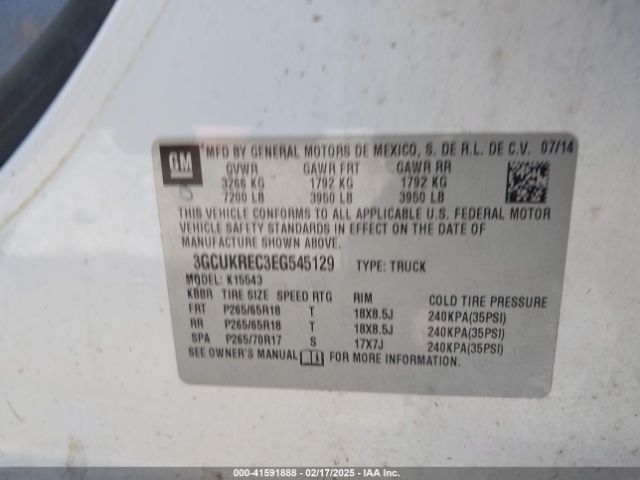 GM MFD BY GENERAL MOTORS DE MEXICO, S. DE R.L. DE C.V. 07/14
GVWR GAWR FRT GAWR RR
3266 KG 1792 KG 1792 KG
7200 LB 3950 LB 3950 LB
THIS VEHICLE CONFORMS TO ALL APPLICABLE U.S. FEDERAL MOTOR
VEHICLE SAFETY STANDARDS IN EFFECT ON THE DATE OF
MANUFACTURE SHOWN ABOVE.
3GCUKREC3EG545129 TYPE: TRUCK
MODEL: K15543
KBBR TIRE SIZE SPEED RTG RIM COLD TIRE PRESSURE
FRT P265/65R18 T 18X8.5J 240KPA(35PSI)
RR P265/65R18 T 18X8.5J 240KPA(35PSI)
SPA P265/70R17 S 17X7J 240KPA(35PSI)
SEE OWNER'S MANUAL FOR MORE INFORMATION.
000-41591888 - 02/17/2025 - IAA Inc.